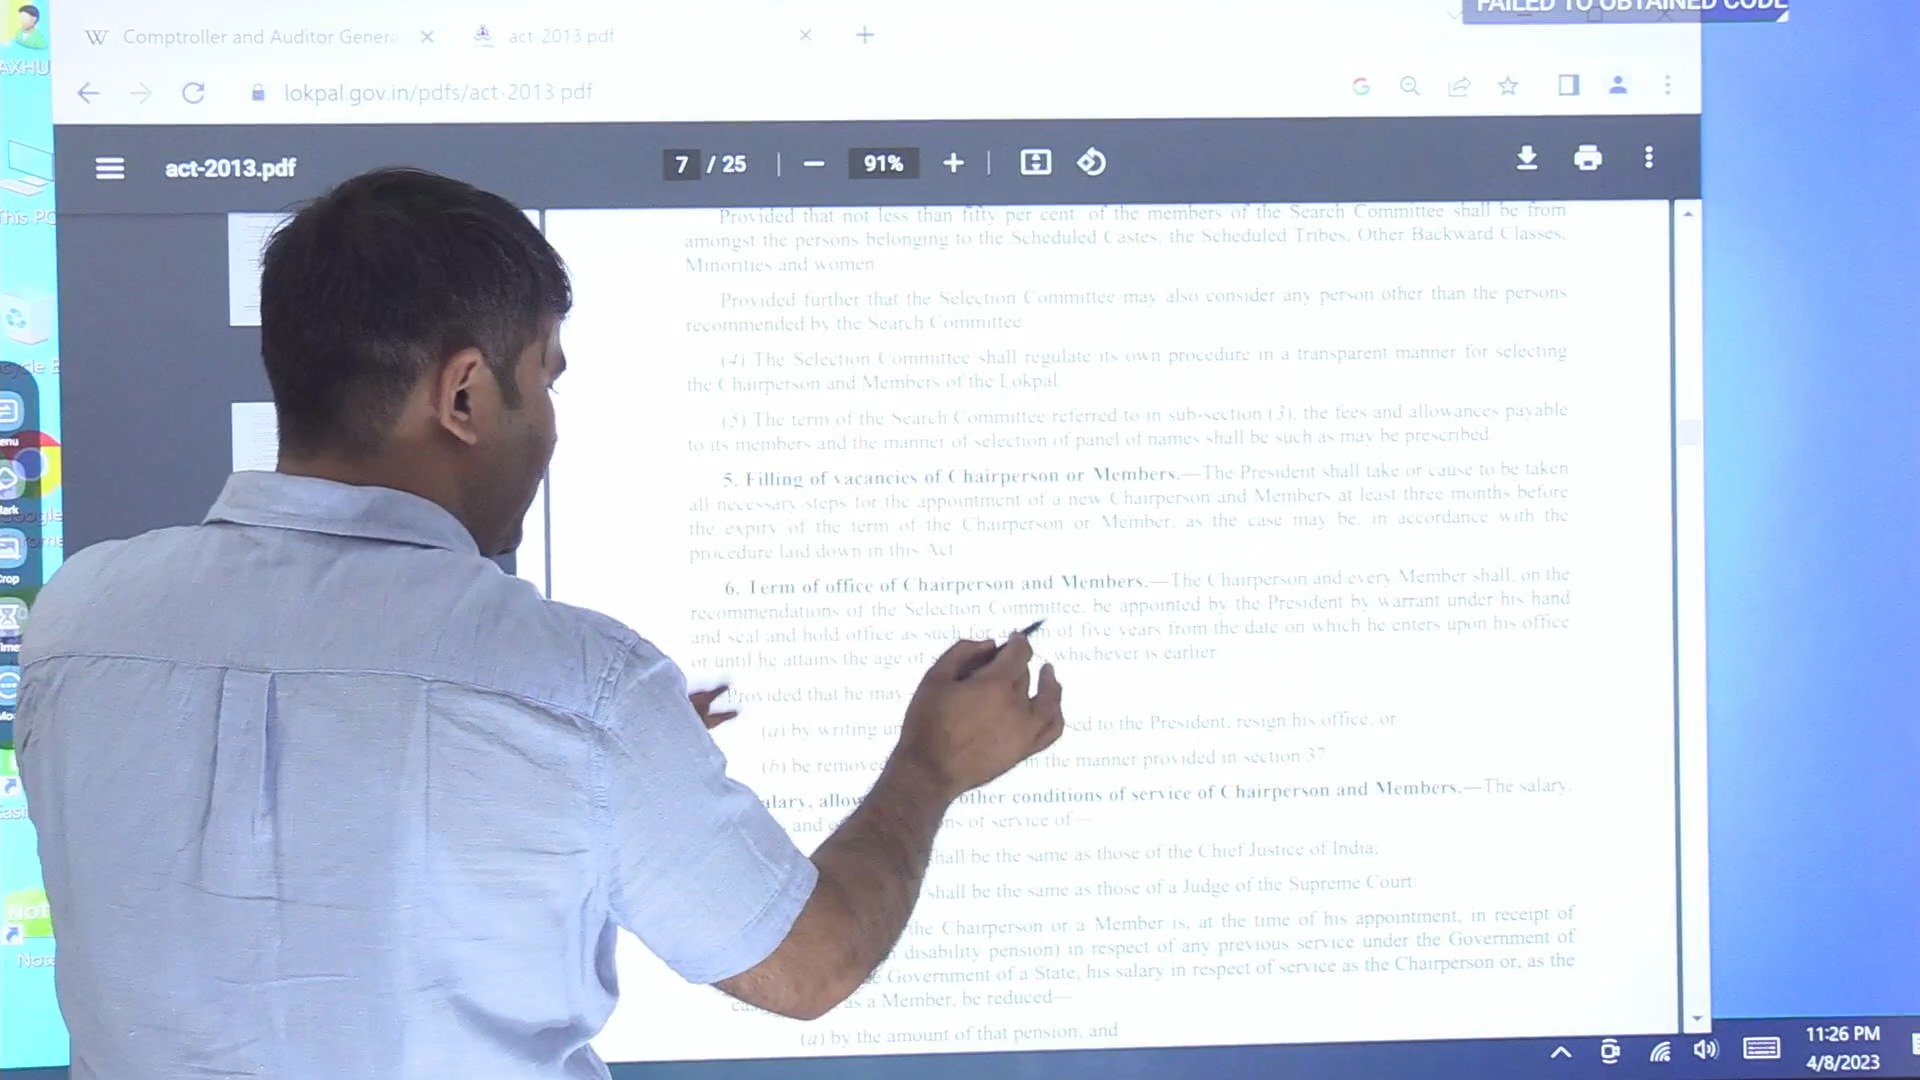 FAILED TO OBTAINED CODE
Comptroller and Auditor Genera
act-2013.pdf
AXHU
lokpal.gov.in/pdfs/act-2013.pdf
act-2013.pdf
7 / 25
91%
This PC
Provided that not less than fifty per cent. of the members of the Search Committee shall be from
amongst the persons belonging to the Scheduled Castes, the Scheduled Tribes, Other Backward Classes,
Minorities and women
Provided further that the Selection Committee may also consider any person other than the persons
recommended by the Search Committee
(4) The Selection Committee shall regulate its own procedure in a transparent manner for selecting
the Chairperson and Members of the Lokpal
(5) The term of the Search Committee referred to in sub-section (3), the fees and allowances payable
to its members and the manner of selection of panel of names shall be such as may be prescribed.
5. Filling of vacancies of Chairperson or Members.—The President shall take or cause to be taken
all necessary steps for the appointment of a new Chairperson and Members at least three months before
the expiry of the term of the Chairperson or Member, as the case may be, in accordance with the
procedure laid down in this Act
6. Term of office of Chairperson and Members.—The Chairperson and every Member shall, on the
recommendations of the Selection Committee, be appointed by the President by warrant under his hand
and seal and hold office as such for a of five years from the date on which he enters upon his office
or until he attains the age of whichever is earlier
Provided that he may
(a) by writing to the President, resign his office, or
(b) be removed the manner provided in section 37
alary, other conditions of service of Chairperson and Members.—The salary,
and of service of—
shall be the same as those of the Chief Justice of India;
shall be the same as those of a Judge of the Supreme Court:
the Chairperson or a Member is, at the time of his appointment, in receipt of
disability pension) in respect of any previous service under the Government of
Government of a State, his salary in respect of service as the Chairperson or, as the
as a Member, be reduced—
(a) by the amount of that pension, and
11:26 PM
4/8/2023